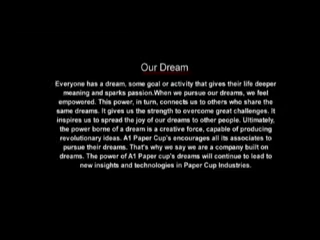 Our Dream
Everyone has a dream, some goal or activity that gives their life deeper
meaning and sparks passion.When we pursue our dreams, we feel
empowered. This power, in turn, connects us to others who share the
same dreams. It gives us the strength to overcome great challenges. It
inspires us to spread the joy of our dreams to other people. Ultimately,
the power borne of a dream is a creative force, capable of producing
revolutionary ideas. A1 Paper Cup's encourages all its associates to
pursue their dreams. That's why we say we are a company built on
dreams. The power of A1 Paper cup's dreams will continue to lead to
new insights and technologies in Paper Cup Industries.